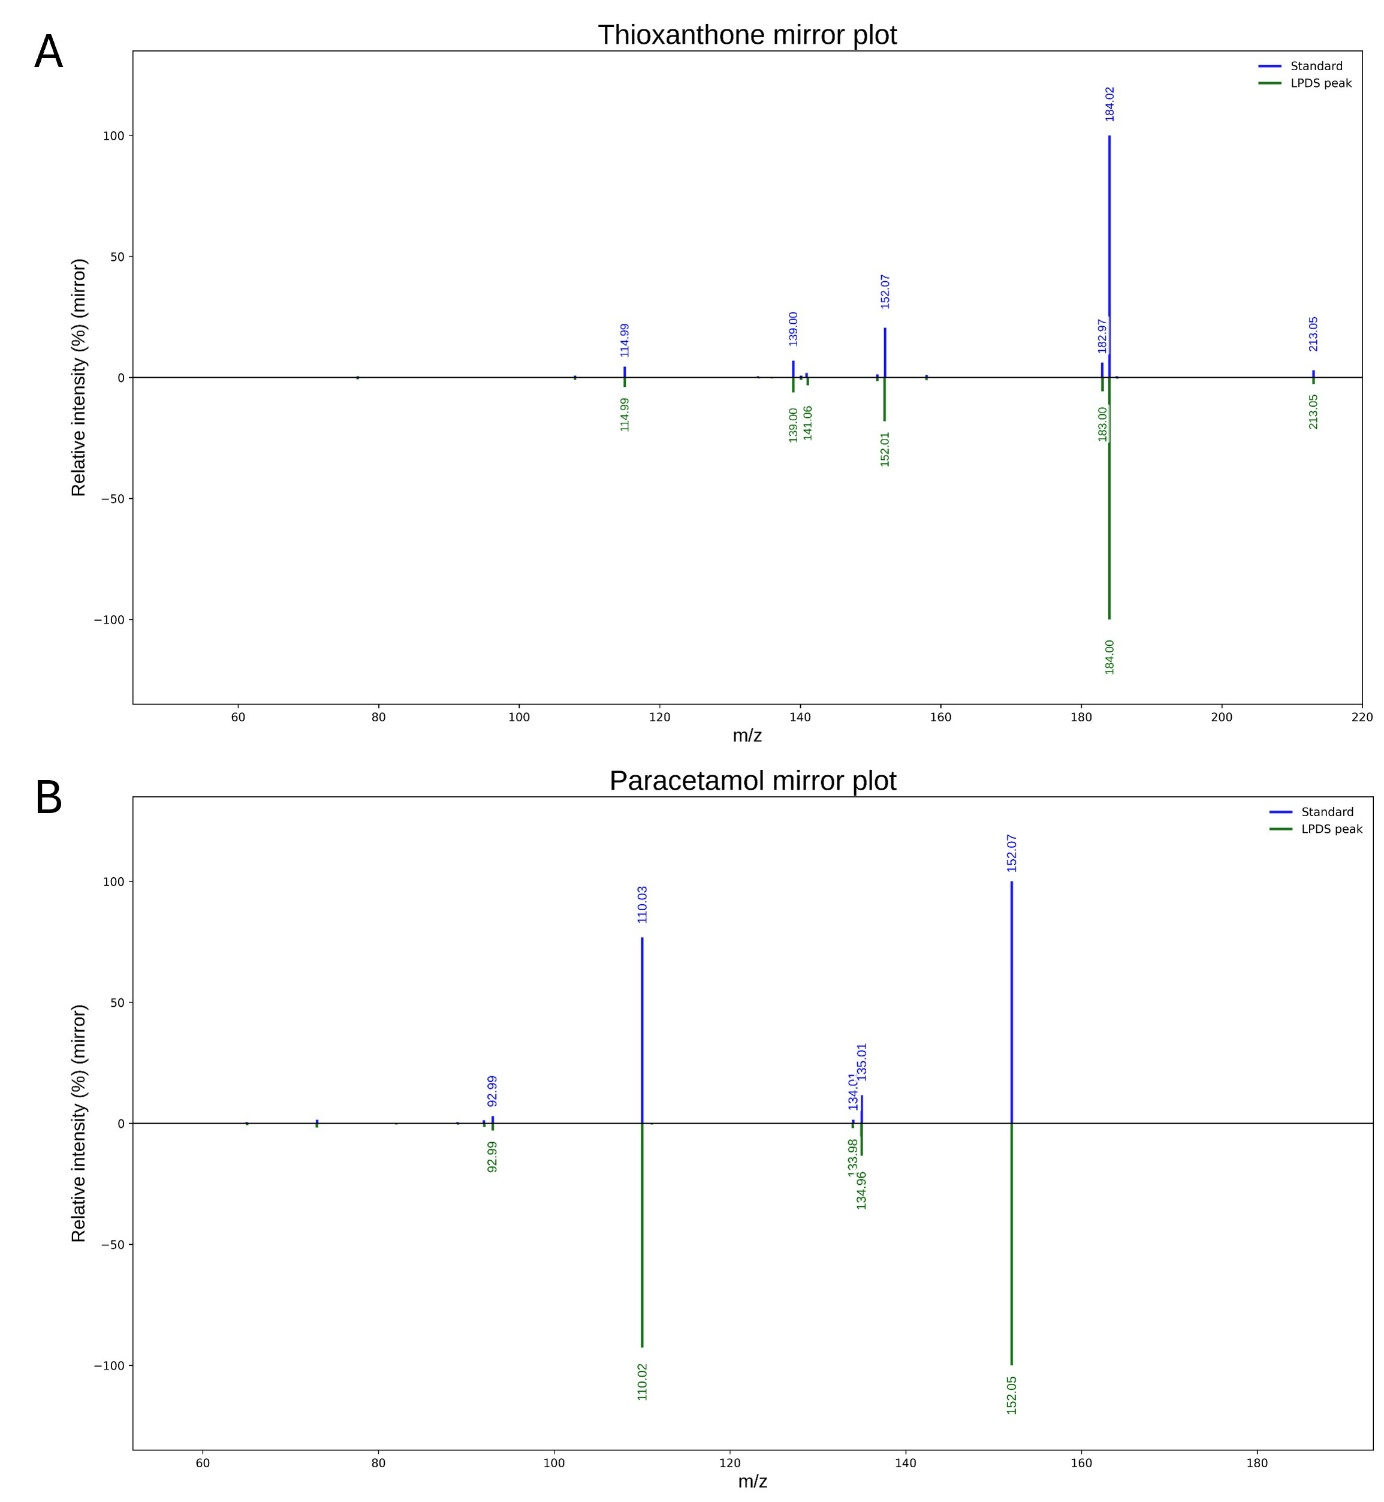 A
Thioxanthone mirror plot
Standard
LPDS peak
184.02
100
50
152.07
213.05
139.00
182.97
114.99
0
114.99
139.00
141.06
183.00
213.05
152.01
−50
−100
184.00
Relative intensity (%) (mirror)
60 80 100 120 140 160 180 200 220
m/z
B
Paracetamol mirror plot
Standard
LPDS peak
152.07
110.03
100
50
135.01
134.01
92.99
0
92.99
133.98
134.96
−50
−100
110.02
152.05
Relative intensity (%) (mirror)
60 80 100 120 140 160 180
m/z